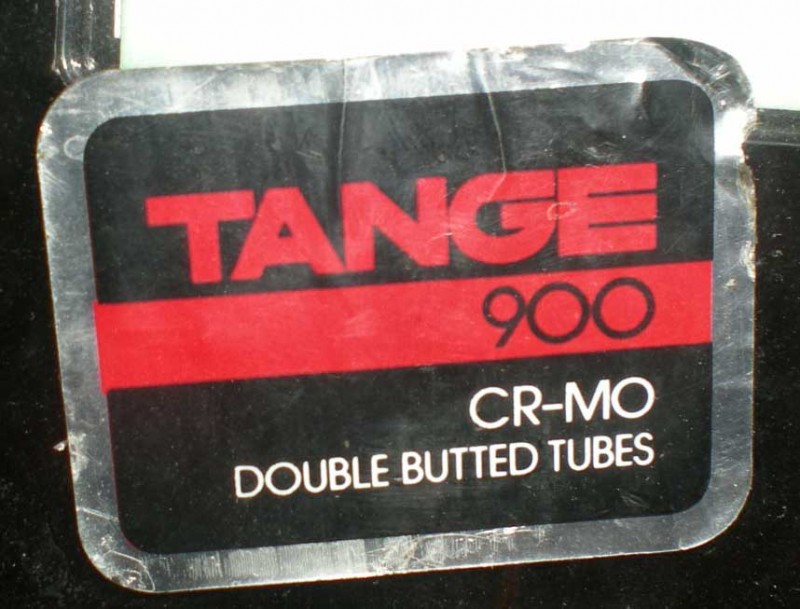 TANGE
900
CR-MO
DOUBLE BUTTED TUBES